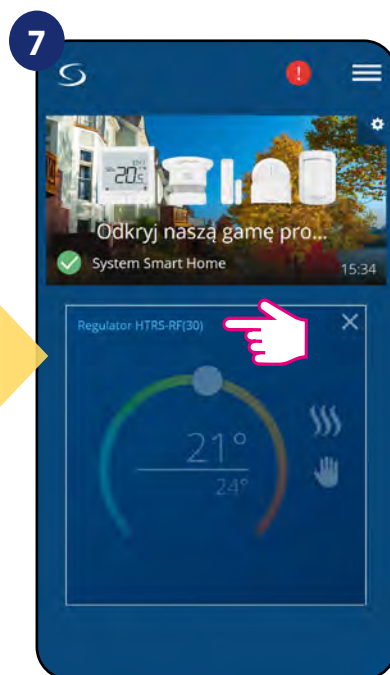 7
!
Odkryj naszą gamę pro...
System Smart Home
15:34
Regulator HTRS-RF(30)
21°
24°